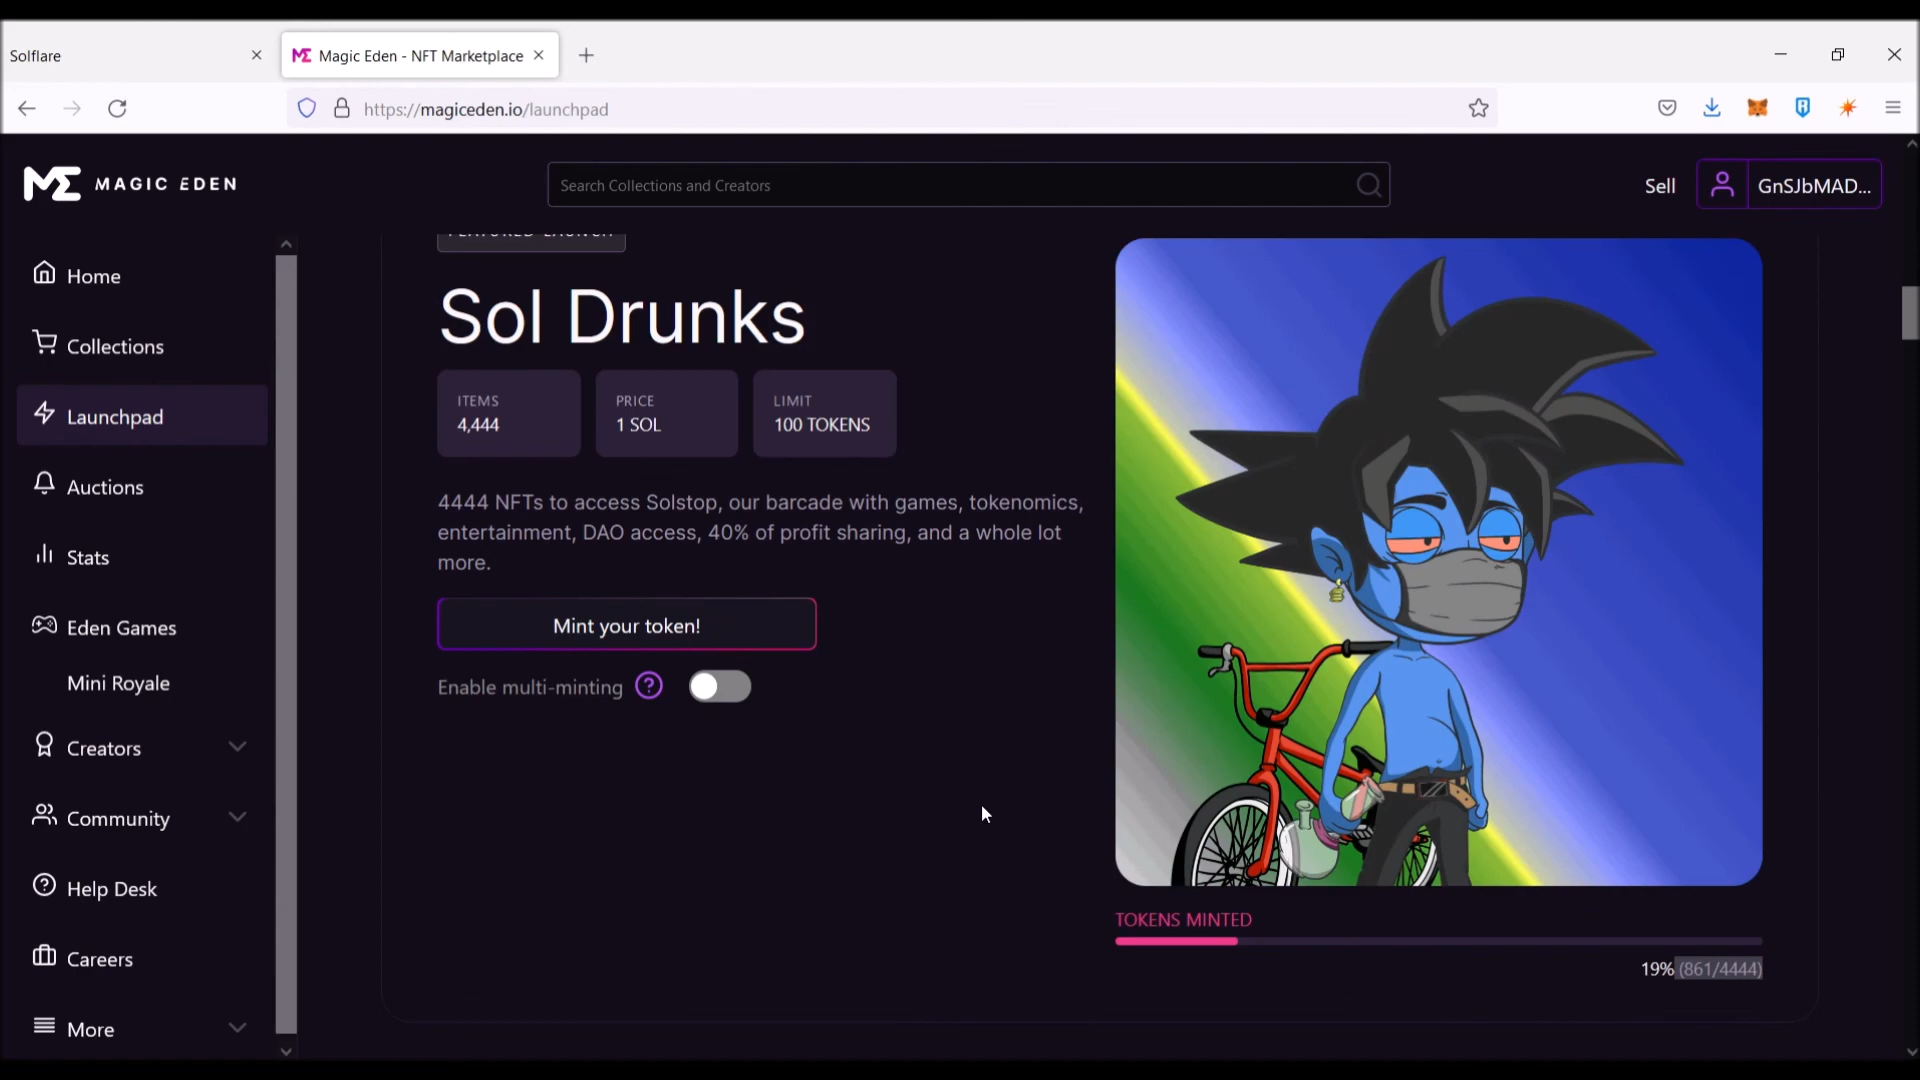 Solflare
Magic Eden - NFT Marketplace
https://magiceden.io/launchpad
MAGIC EDEN
Search Collections and Creators
Sell
GnSJbMAD...
Home
Collections
Launchpad
Auctions
Stats
Eden Games
Mini Royale
Creators
Community
Help Desk
Careers
More
FEATURED LAUNCH
Sol Drunks
ITEMS
4,444
PRICE
1 SOL
LIMIT
100 TOKENS
4444 NFTs to access Solstop, our barcade with games, tokenomics,
entertainment, DAO access, 40% of profit sharing, and a whole lot
more.
Mint your token!
Enable multi-minting
TOKENS MINTED
19% (861/4444)